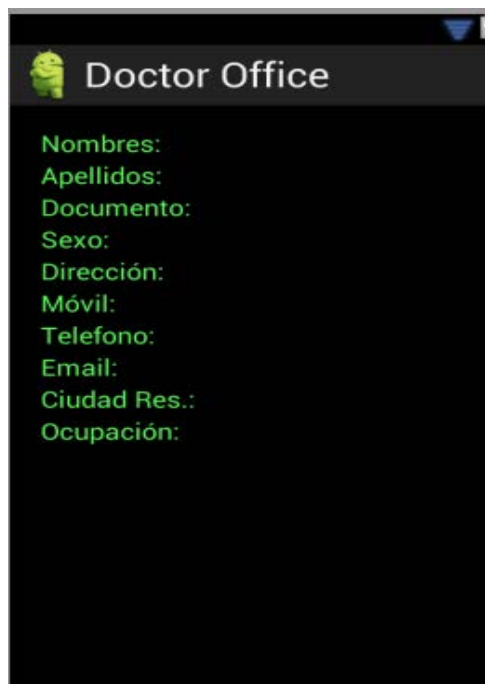 Doctor Office
Nombres:
Apellidos:
Documento:
Sexo:
Dirección:
Móvil:
Telefono:
Email:
Ciudad Res.:
Ocupación: